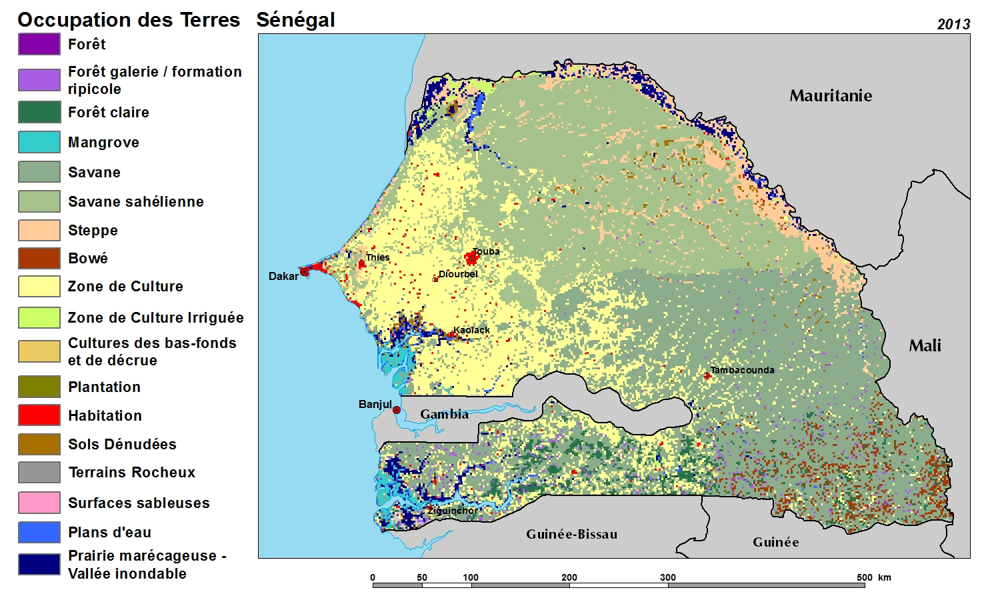 Occupation des Terres Sénégal
2013
Forêt
Forêt galerie / formation
ripicole
Forêt claire
Mangrove
Savane
Savane sahélienne
Steppe
Bowé
Zone de Culture
Zone de Culture Irriguée
Cultures des bas-fonds
et de décrue
Plantation
Habitation
Sols Dénudées
Terrains Rocheux
Surfaces sableuses
Plans d'eau
Prairie marécageuse -
Vallée inondable
Mauritanie
Touba
Thies
Dakar
Diourbel
Kaolack
Mali
Tambacounda
Banjul
Gambia
Ziguinchor
Guinée-Bissau
Guinée
0 50 100 200 300 500 km